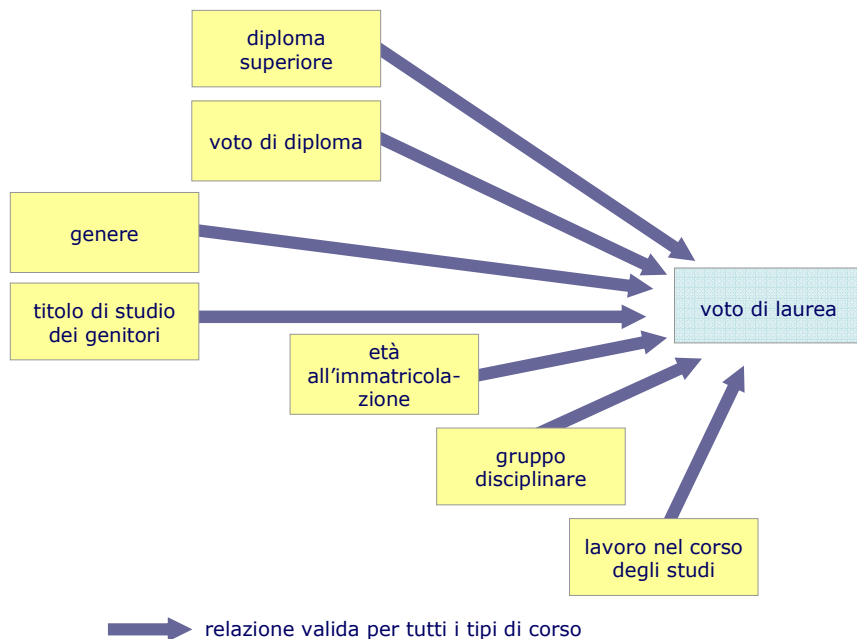 diploma
superiore
voto di diploma
genere
titolo di studio
dei genitori
voto di laurea
età
all'immatricola-
zione
gruppo
disciplinare
lavoro nel corso
degli studi
relazione valida per tutti i tipi di corso